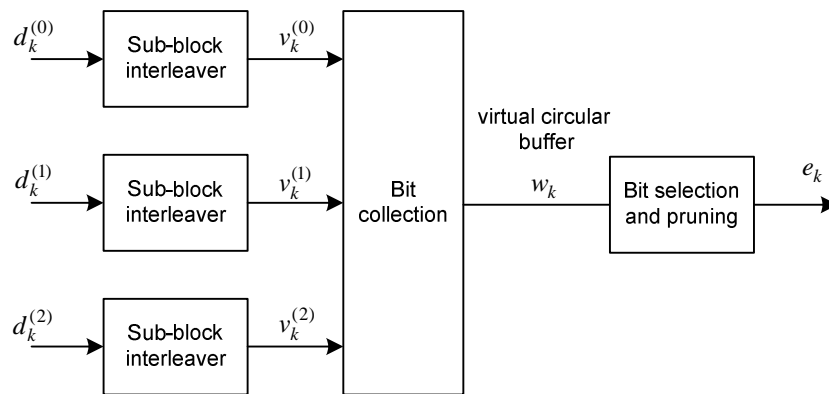 d_k^{(0)}
Sub-block
interleaver
v_k^{(0)}
d_k^{(1)}
Sub-block
interleaver
v_k^{(1)}
d_k^{(2)}
Sub-block
interleaver
v_k^{(2)}
Bit
collection
virtual circular
buffer
w_k
Bit selection
and pruning
e_k